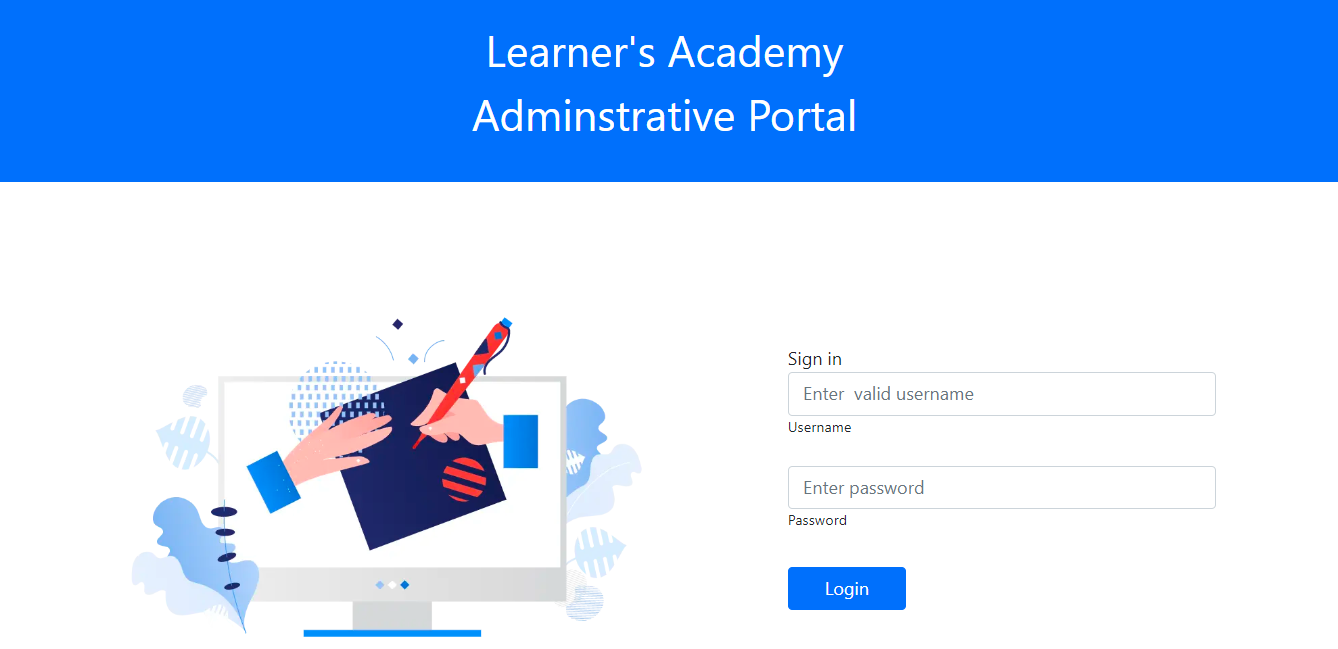 Learner's Academy
Adminstrative Portal
Sign in
Enter  valid username
Username
Enter password
Password
Login